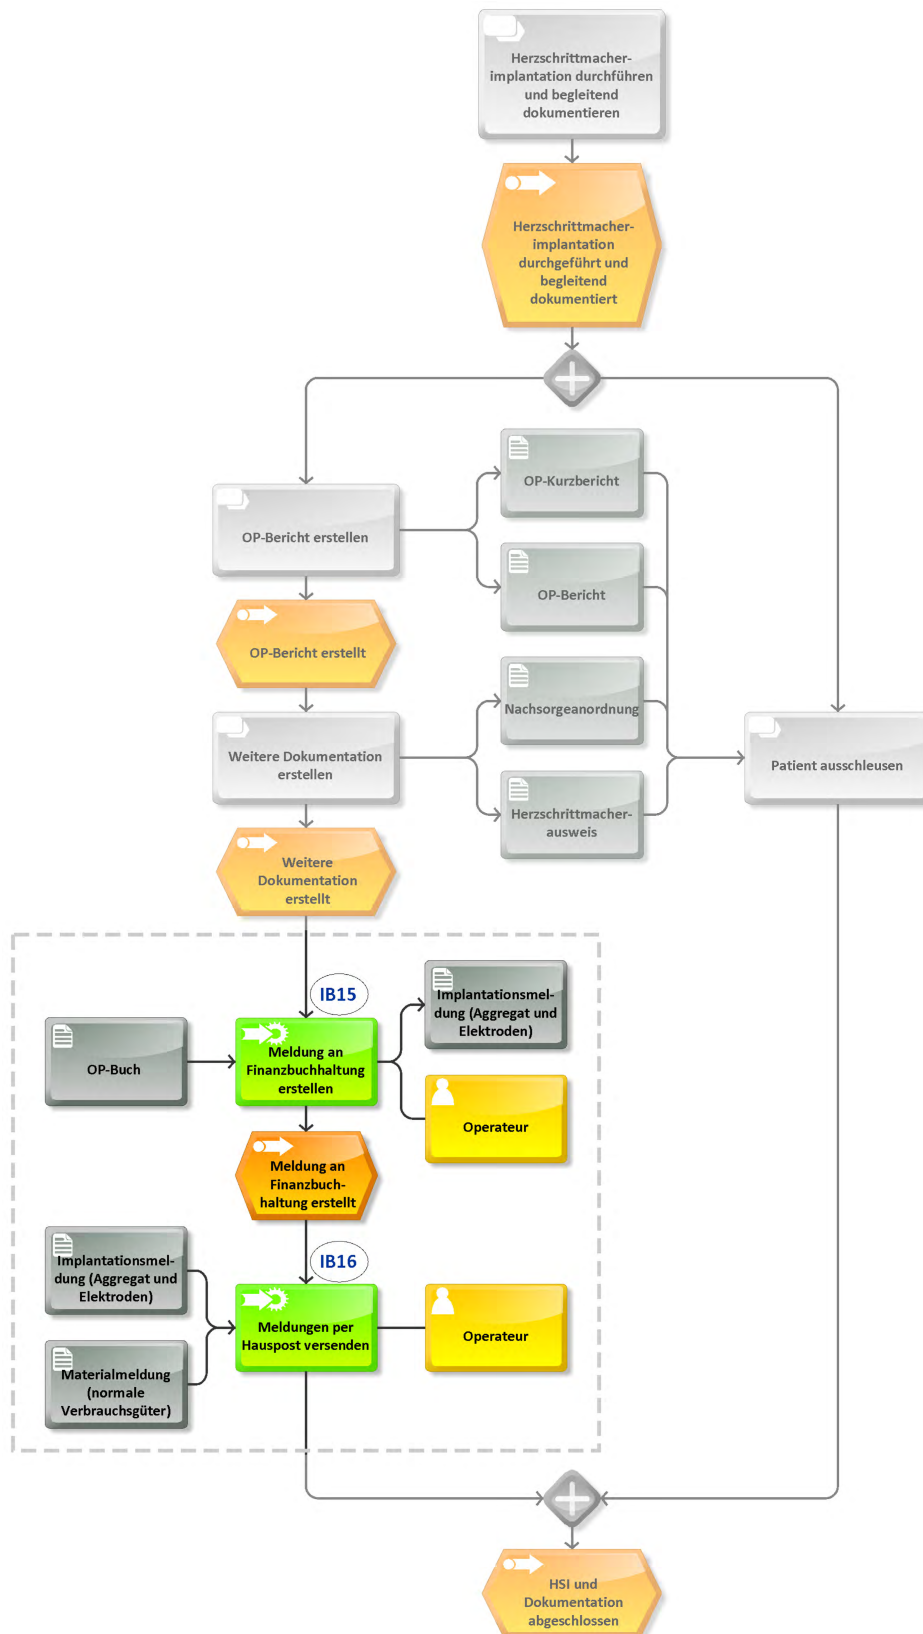 Herzschrittmacher-
implantation durchführen
und begleitend
dokumentieren
Herzschrittmacher-
implantation
durchgeführt und
begleitend
dokumentiert
OP-Kurzbericht
OP-Bericht erstellen
OP-Bericht
OP-Bericht erstellt
Nachsorgeanordnung
Weitere Dokumentation
erstellen
Patient ausschleusen
Herzschrittmacher-
ausweis
Weitere
Dokumentation
erstellt
IB15
Implantationsmel-
dung (Aggregat und
Elektroden)
OP-Buch
Meldung an
Finanzbuchhaltung
erstellen
Operateur
Meldung an
Finanzbuch-
haltung erstellt
IB16
Implantationsmel-
dung (Aggregat und
Elektroden)
Meldungen per
Hauspost versenden
Operateur
Materialmeldung
(normale
Verbrauchsgüter)
HSI und
Dokumentation
abgeschlossen